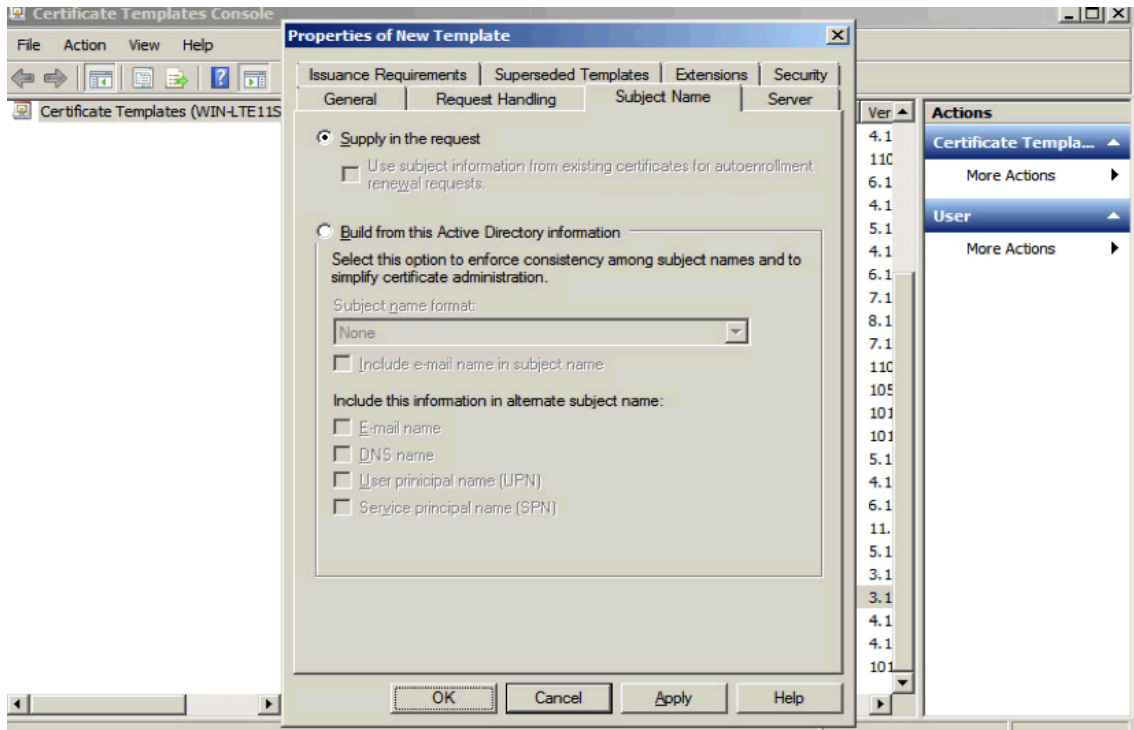 Certificate Templates Console
File Action View Help
Certificate Templates (WIN-LTE11S
Properties of New Template
Issuance Requirements Superseded Templates Extensions Security
General Request Handling Subject Name Server
Supply in the request
Use subject information from existing certificates for autoenrollment
renewal requests.
Build from this Active Directory information
Select this option to enforce consistency among subject names and to
simplify certificate administration.
Subject name format:
None
Include e-mail name in subject name
Include this information in alternate subject name:
E-mail name
DNS name
User prinicipal name (UPN)
Service principal name (SPN)
OK Cancel Apply Help
Ver
4.1
110
6.1
4.1
5.1
4.1
6.1
7.1
8.1
7.1
110
105
101
101
5.1
4.1
6.1
11.
5.1
3.1
3.1
4.1
4.1
101
Actions
Certificate Templa...
More Actions
User
More Actions